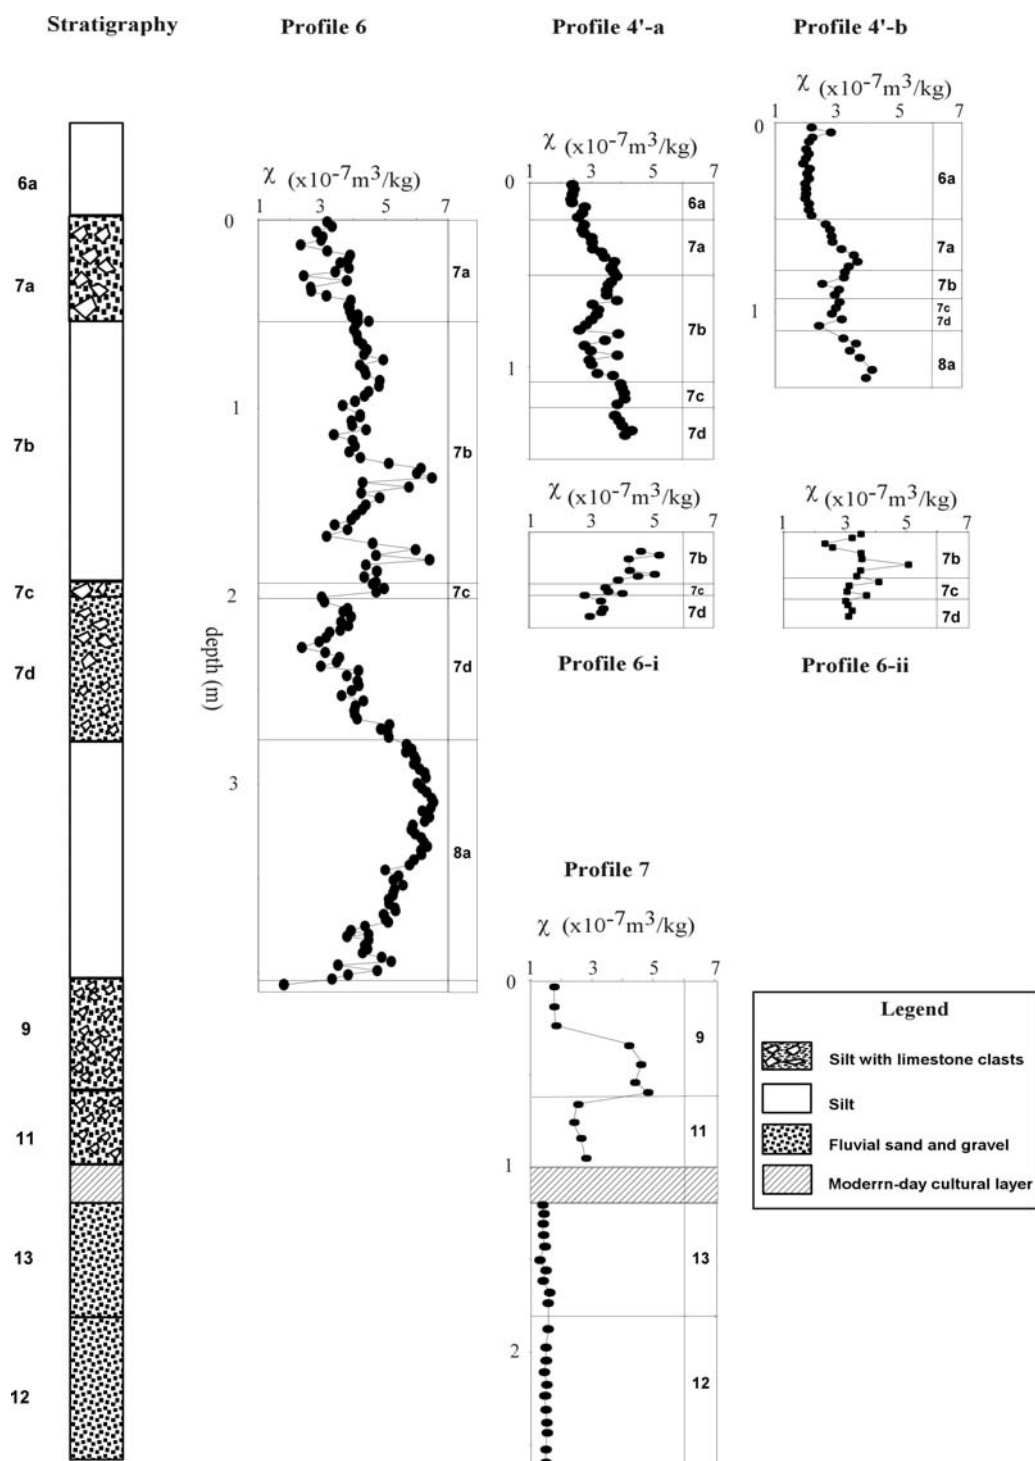 Stratigraphy
Profile 6
Profile 4'-a
Profile 4'-b
6a
7a
7b
7c
7d
9
11
13
12
χ (x10-7m3/kg)
1 3 5 7
0
1
2
3
depth (m)
7a
7b
7c
7d
8a
χ (x10-7m3/kg)
1 3 5 7
0
1
6a
7a
7b
7c
7d
χ (x10-7m3/kg)
1 3 5 7
0
1
6a
7a
7b
7c
7d
8a
χ (x10-7m3/kg)
1 3 5 7
7b
7c
7d
Profile 6-i
χ (x10-7m3/kg)
1 3 5 7
7b
7c
7d
Profile 6-ii
Profile 7
χ (x10-7m3/kg)
1 3 5 7
0
1
2
9
11
13
12
Legend
Silt with limestone clasts
Silt
Fluvial sand and gravel
Moderrn-day cultural layer